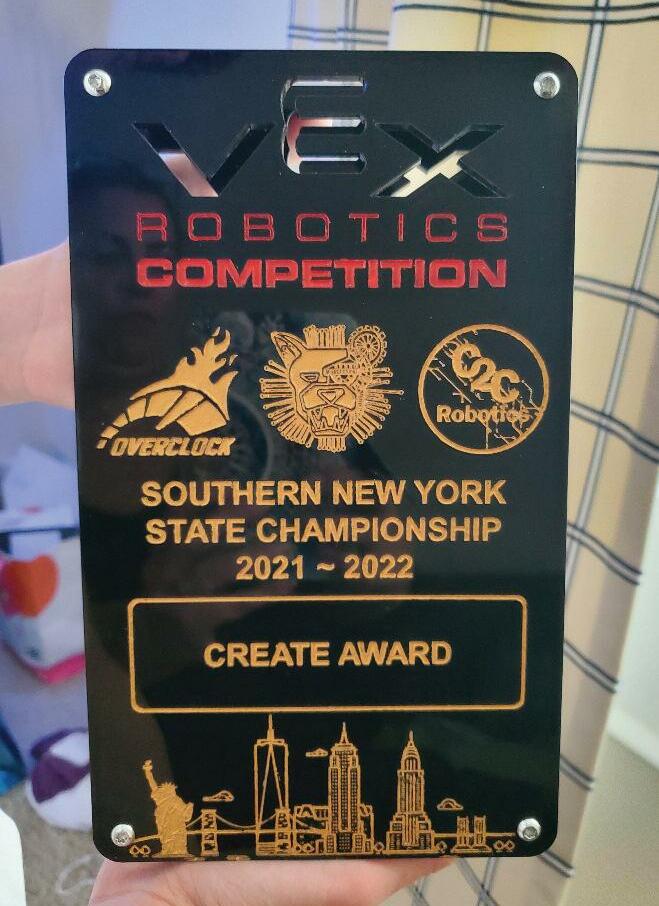 VEX
ROBOTICS
COMPETITION
OVERCLOCK
C2C
Robotics
SOUTHERN NEW YORK
STATE CHAMPIONSHIP
2021 ~ 2022
CREATE AWARD